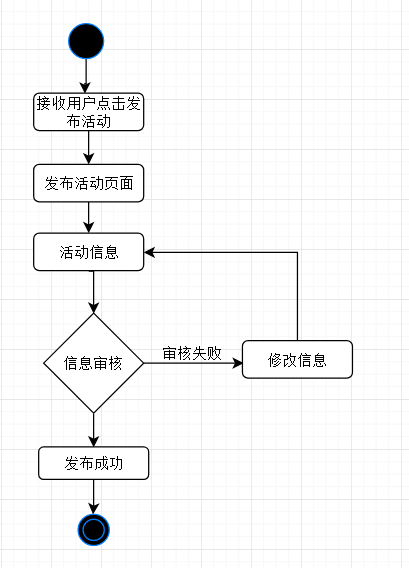 接收用户点击发
布活动
发布活动页面
活动信息
信息审核
审核失败
修改信息
发布成功